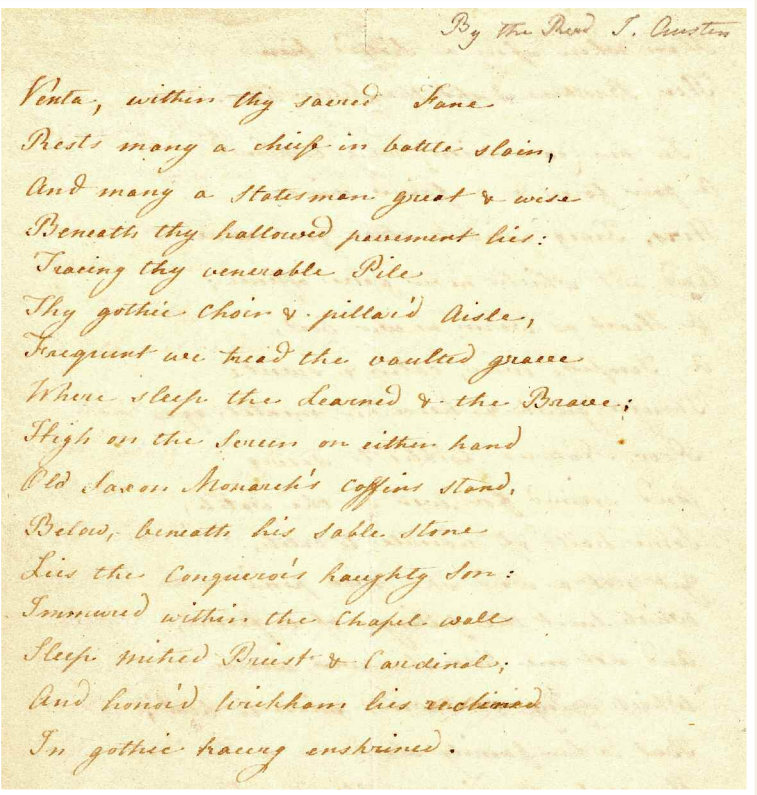 By the Revd J. Austen
Venta, within thy sacred Fane
Rests many a chief in battle slain,
And many a statesman great & wise
Beneath thy hallowed pavement lies:
Tracing thy venerable Pile
Thy gothic choir & pillar'd Aisle,
Frequent we tread the vaulted grave
Where sleep the Learned & the Brave;
High on the Screen on either hand
Old Saxon Monarch's coffins stand,
Below, beneath his sable stone
Lies the Conqueror's haughty Son:
Immured within the Chapel wall
Sleep mitred Priest & Cardinal;
And honor'd Wickham lies reclined
In gothic tracery enshrined.